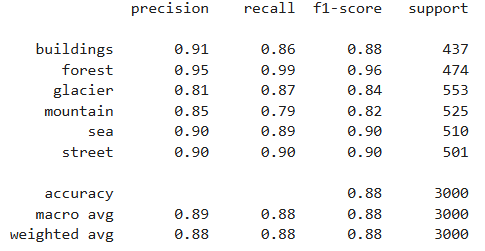 precision recall f1-score support
buildings 0.91 0.86 0.88 437
forest 0.95 0.99 0.96 474
glacier 0.81 0.87 0.84 553
mountain 0.85 0.79 0.82 525
sea 0.90 0.89 0.90 510
street 0.90 0.90 0.90 501
accuracy 0.88 3000
macro avg 0.89 0.88 0.88 3000
weighted avg 0.88 0.88 0.88 3000